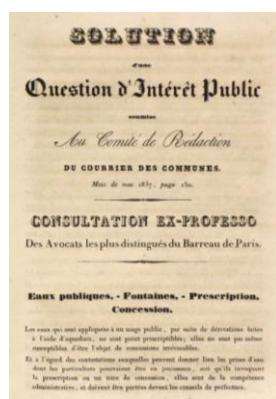 SOLUTION
d'une
Question d'Intérêt Public
soumise
Au Comité de Rédaction
DU COURRIER DES COMMUNES.
Mois de mai 1837, page 150.
CONSULTATION EX-PROFESSO
Des Avocats les plus distingués du Barreau de Paris.
Eaux publiques, - Fontaines, - Prescription,
Concession.
Les eaux qui sont appliquées à un usage public, par suite de dérivations faites
à l'aide d'aqueducs, ne sont point prescriptibles; elles ne sont pas même
susceptibles d'être l'objet de concessions irrévocables.
Et à l'égard des contestations auxquelles peuvent donner lieu les prises d'eau
dont les particuliers pourraient être en jouissance, soit qu'ils invoquent
la prescription ou un titre de concession, elles sont de la compétence
administrative, et doivent être portées devant les conseils de préfecture.